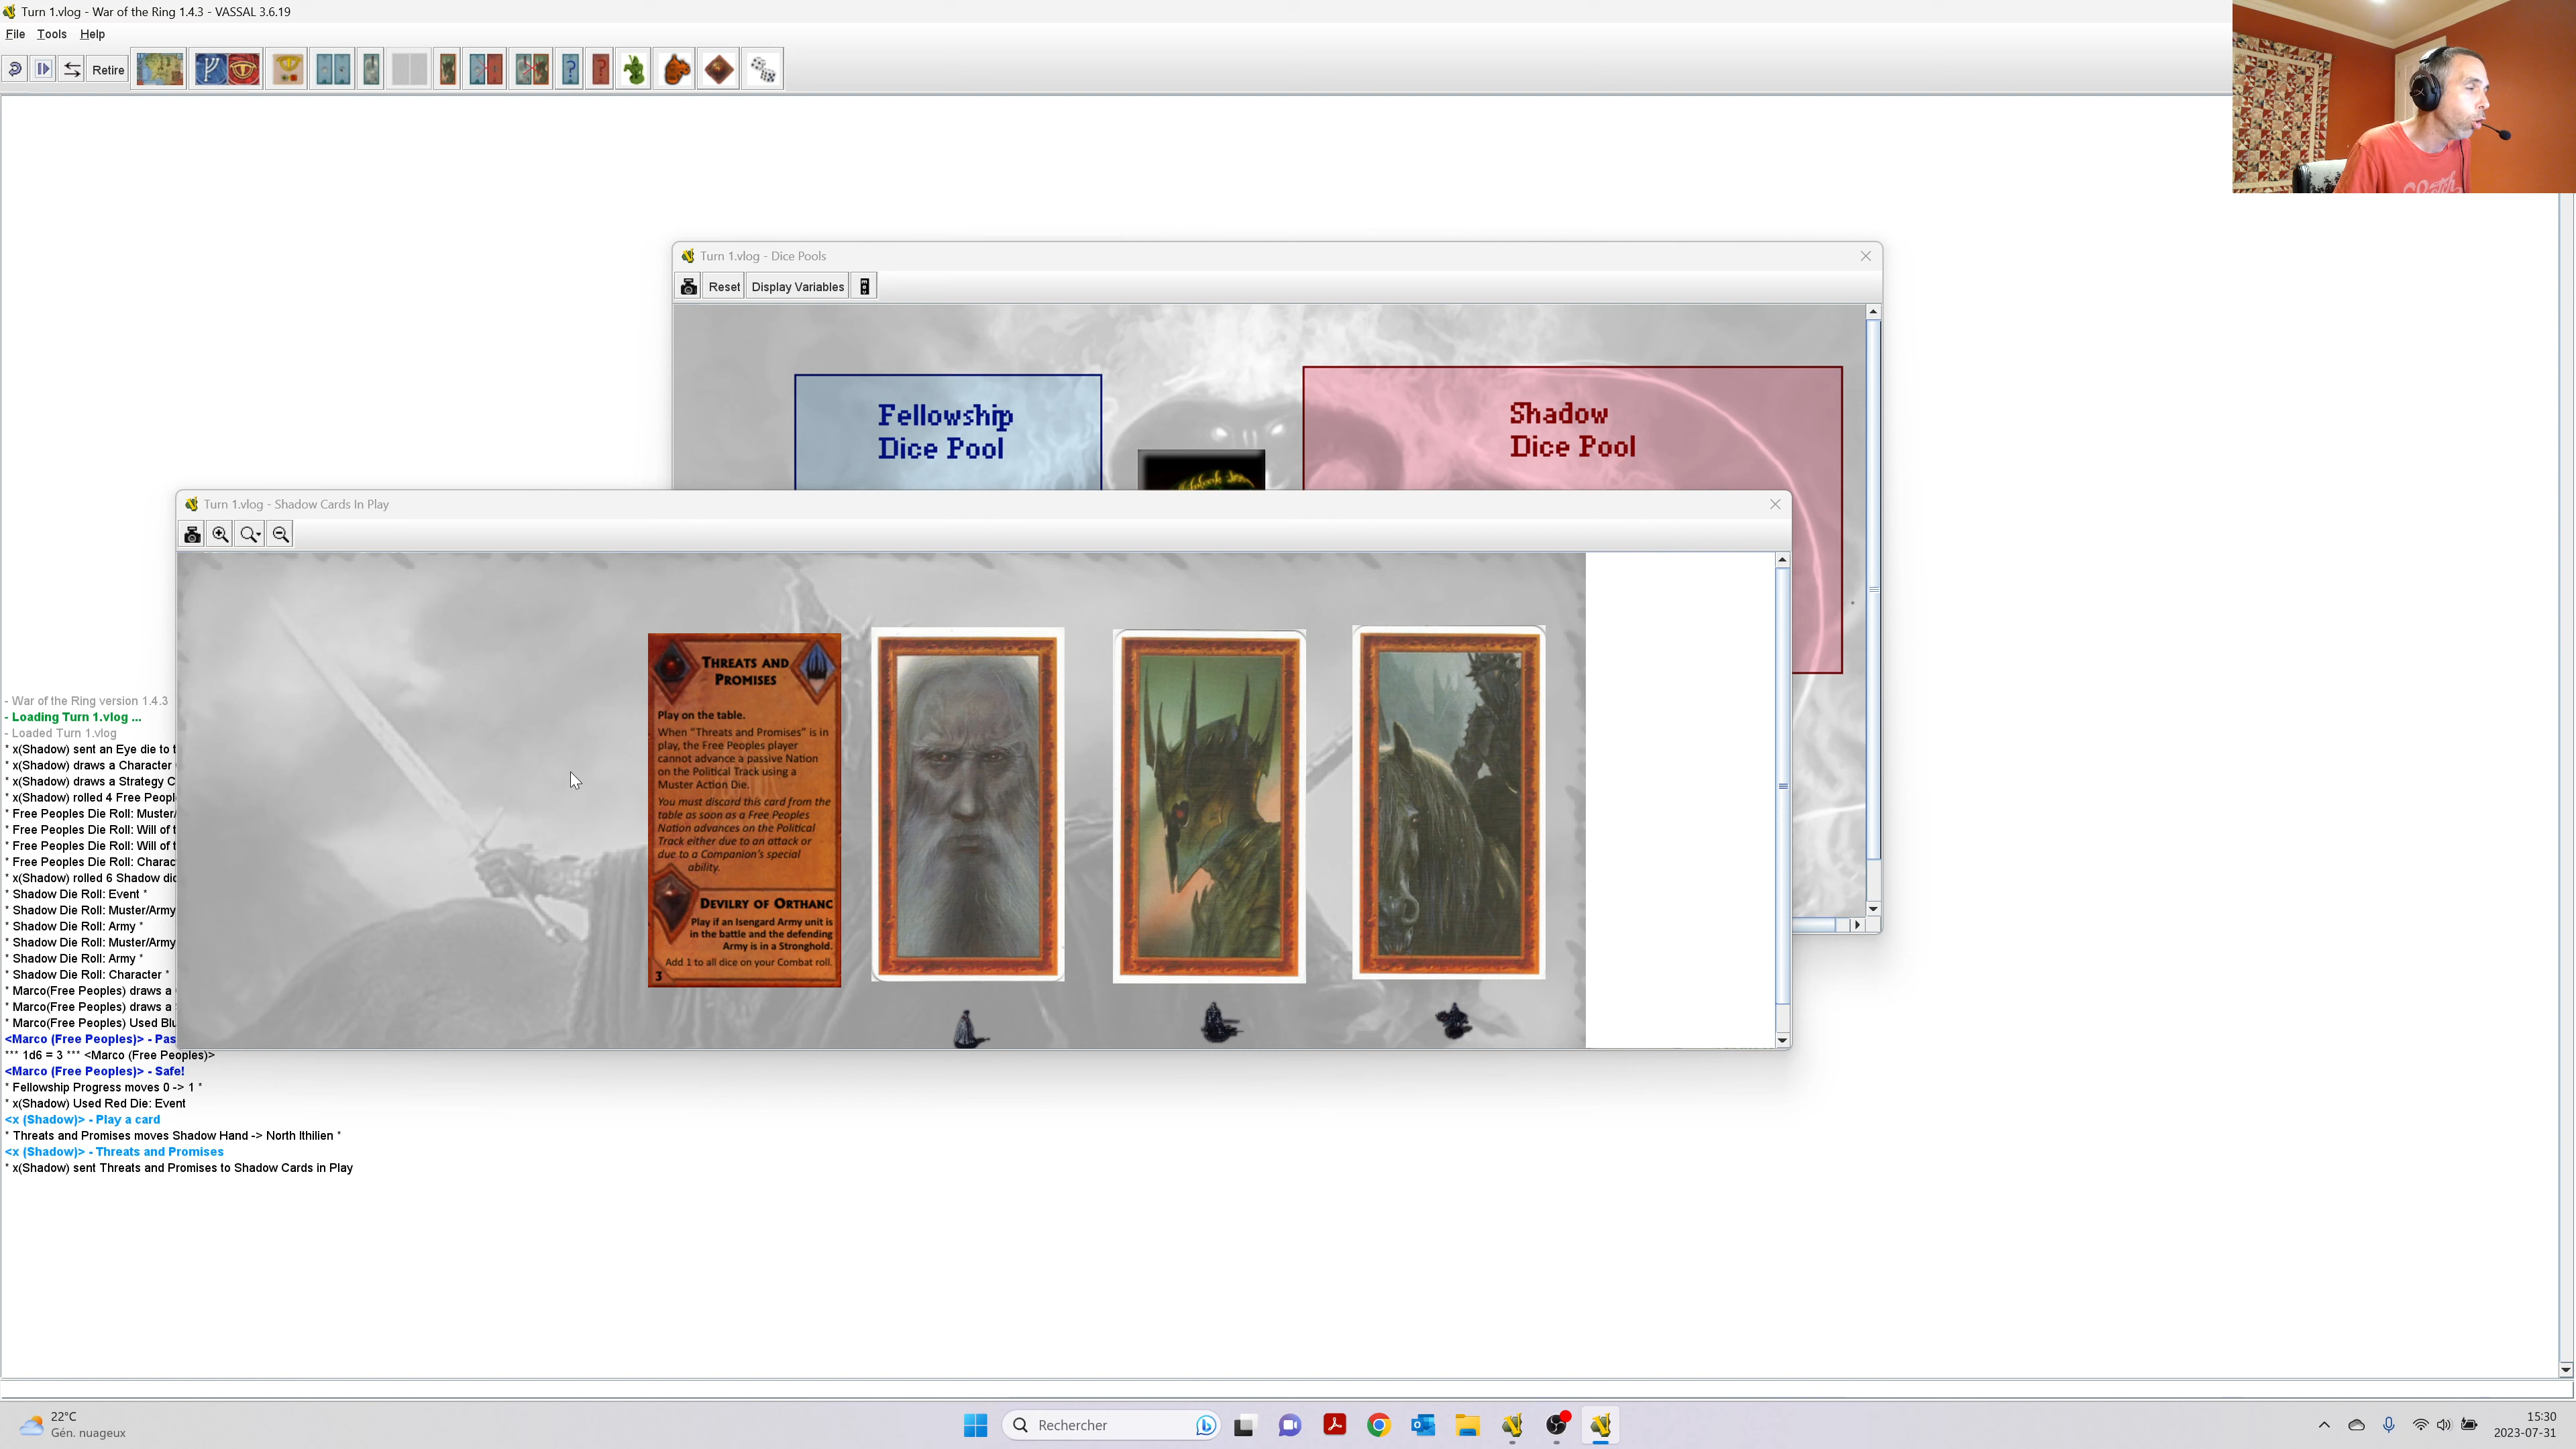 Turn 1.vlog - War of the Ring 1.4.3 - VASSAL 3.6.19
File Tools Help
Retire
Turn 1.vlog - Dice Pools
Reset Display Variables
Fellowship
Dice Pool
Shadow
Dice Pool
Turn 1.vlog - Shadow Cards In Play
THREATS AND
PROMISES
Play on the table.
When "Threats and Promises" is in
play, the Free Peoples player
cannot advance a passive Nation
on the Political Track using a
Muster Action Die.
You must discard this card from the
table as soon as a Free Peoples
Nation advances on the Political
Track either due to an attack or
due to a Companion's special
ability.
DEVILRY OF ORTHANC
Play if an Isengard Army unit is
in the battle and the defending
Army is in a Stronghold.
Add 1 to all dice on your Combat roll.
3
- War of the Ring version 1.4.3
- Loading Turn 1.vlog ...
- Loaded Turn 1.vlog
* x(Shadow) sent an Eye die to t
* x(Shadow) draws a Character
* x(Shadow) draws a Strategy C
* x(Shadow) rolled 4 Free Peopl
* Free Peoples Die Roll: Muster/
* Free Peoples Die Roll: Will of t
* Free Peoples Die Roll: Will of t
* Free Peoples Die Roll: Charac
* x(Shadow) rolled 6 Shadow dic
* Shadow Die Roll: Event *
* Shadow Die Roll: Muster/Army
* Shadow Die Roll: Army *
* Shadow Die Roll: Muster/Army
* Shadow Die Roll: Army *
* Shadow Die Roll: Character *
* Marco(Free Peoples) draws a
* Marco(Free Peoples) draws a
* Marco(Free Peoples) Used Blu
<Marco (Free Peoples)> - Pas
*** 1d6 = 3 *** <Marco (Free Peoples)>
<Marco (Free Peoples)> - Safe!
* Fellowship Progress moves 0 -> 1 *
* x(Shadow) Used Red Die: Event
<x (Shadow)> - Play a card
* Threats and Promises moves Shadow Hand -> North Ithilien *
<x (Shadow)> - Threats and Promises
* x(Shadow) sent Threats and Promises to Shadow Cards in Play
22°C
Gén. nuageux
Rechercher
15:30
2023-07-31